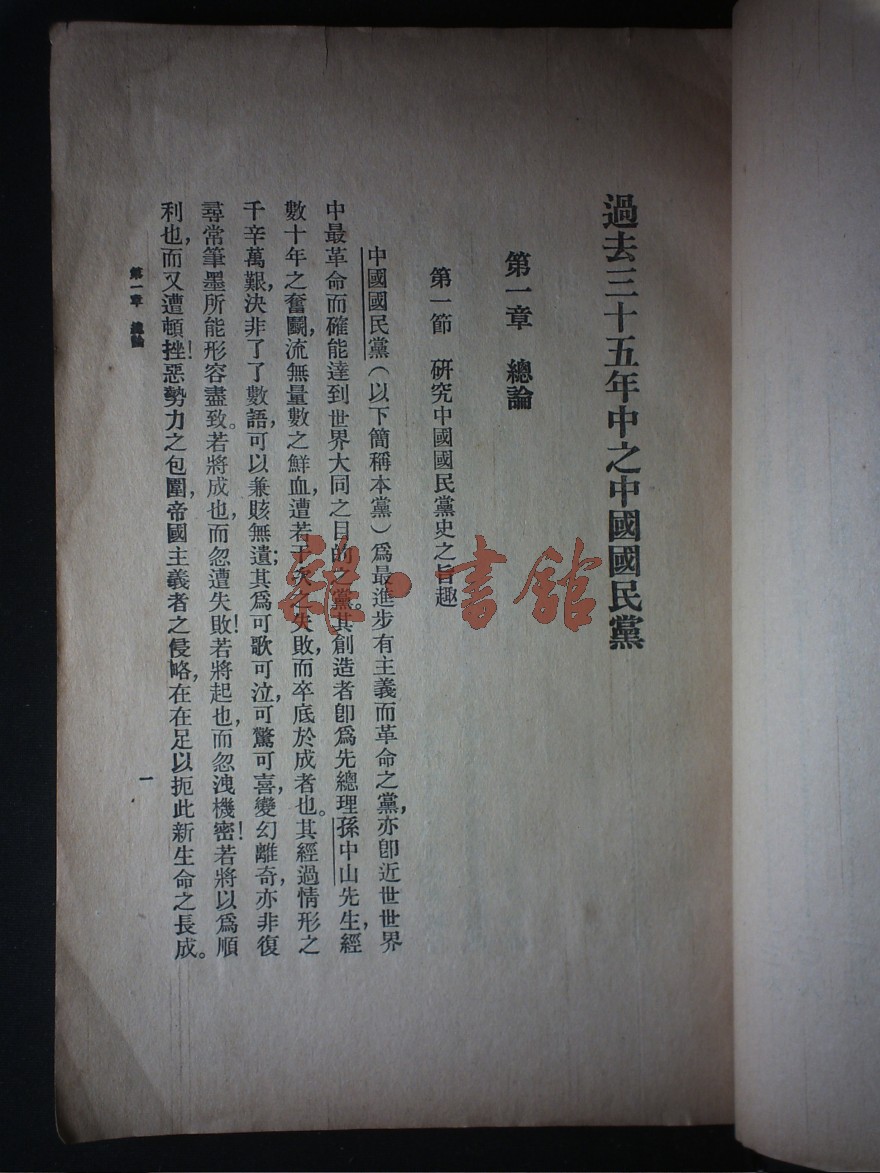 過去三十五年中之中國國民黨
第一章　總論
第一節　研究中國國民黨史之旨趣
中國國民黨(以下簡稱本黨)爲最進步有主義而革命之黨,亦卽近世世界
中最革命而確能達到世界大同之目的之黨。其創造者卽爲先總理孫中山先生,經
數十年之奮鬭,流無量數之鮮血,遭若干次之失敗,而卒底於成者也。其經過情形之
千辛萬艱,決非了了數語,可以兼賅無遺;其爲可歌可泣可驚可喜,變幻離奇,亦非復
尋常筆墨所能形容盡致。若將成也,而忽遭失敗!若將起也,而忽洩機密!若將以爲順
利也,而又遭頓挫!惡勢力之包圍,帝國主義者之侵略,在在足以扼此新生命之長成。
第一章　總論
一
雜·書館